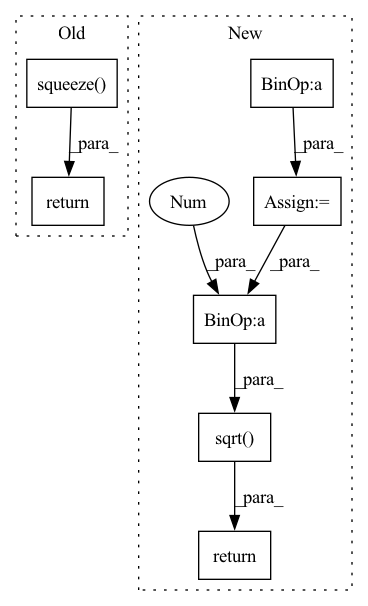 Old
New
squeeze()
BinOp:a
_para_
_para_
return
Num
Assign:=
_para_
_para_
BinOp:a
_para_
sqrt()
_para_
return